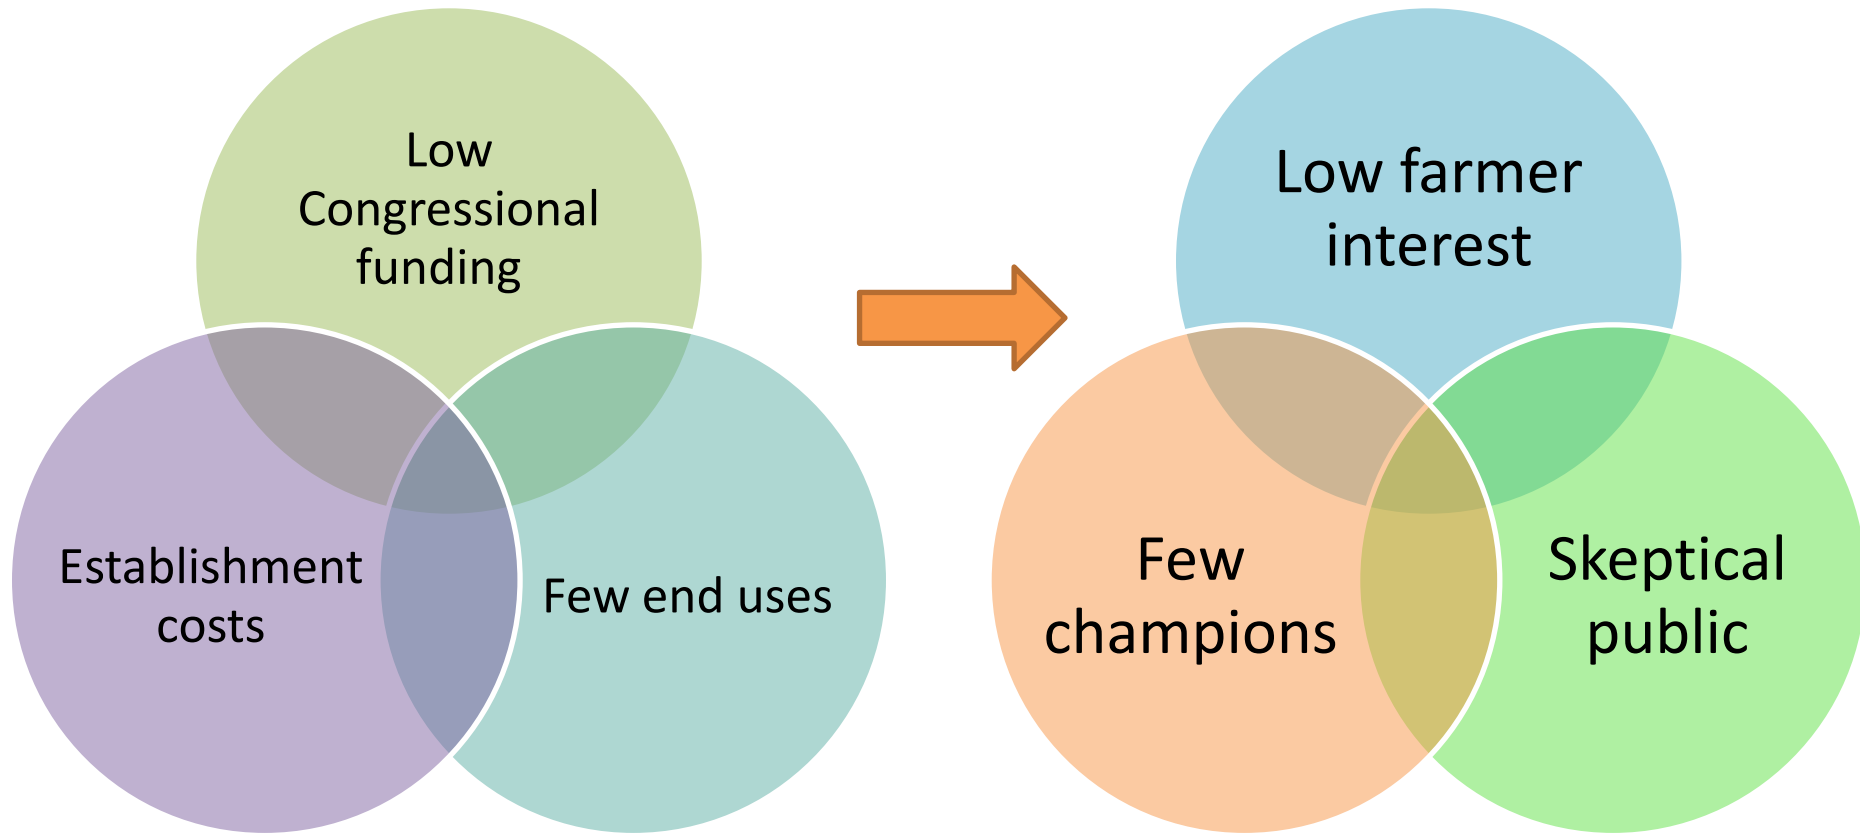 Low
Congressional
funding
Establishment
costs
Few end uses
Low farmer
interest
Few
champions
Skeptical
public